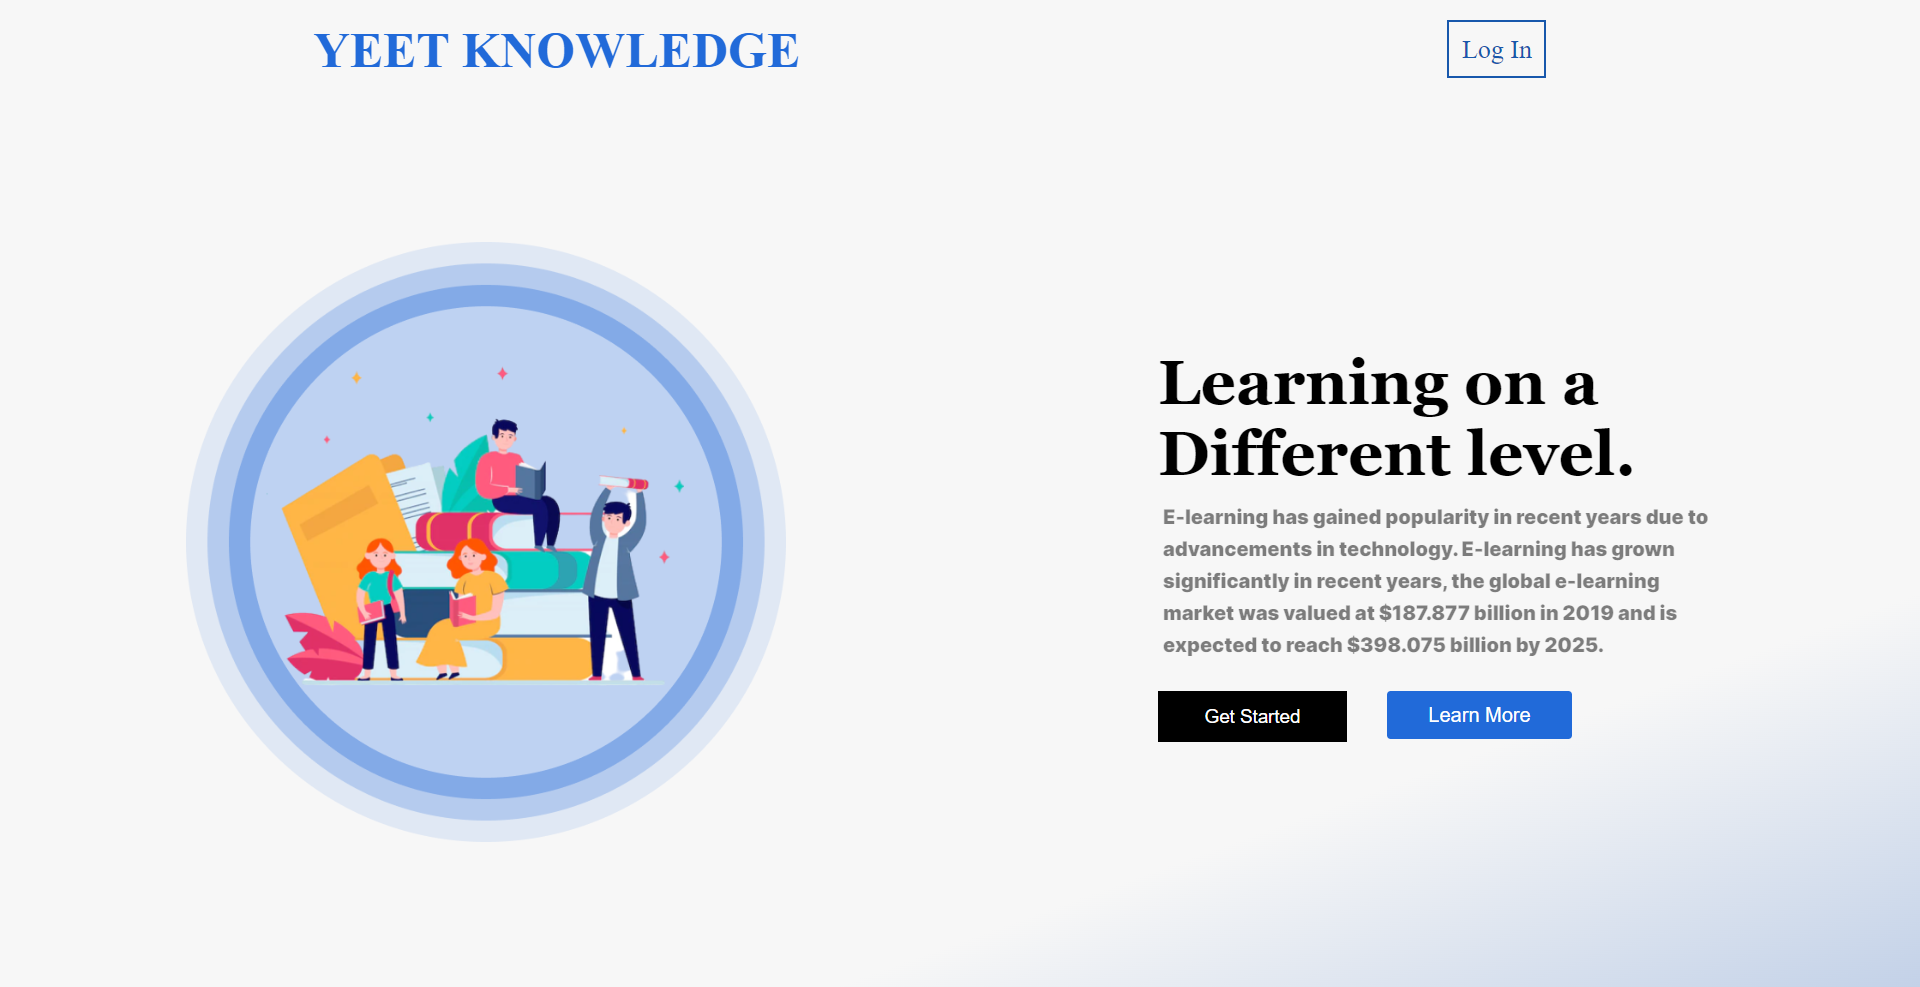 YEET KNOWLEDGE
Log In
Learning on a
Different level.
E-learning has gained popularity in recent years due to
advancements in technology. E-learning has grown
significantly in recent years, the global e-learning
market was valued at $187.877 billion in 2019 and is
expected to reach $398.075 billion by 2025.
Get Started
Learn More